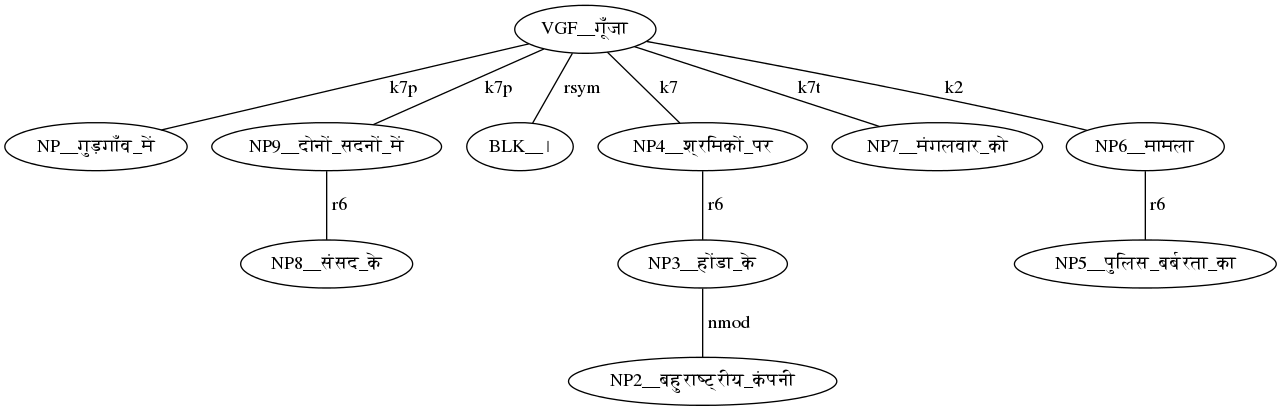 VGF__गूँजा
k7p k7p rsym k7 k7t k2
NP__गुड़गाँव_में NP9__दोनों_सदनों_में BLK__। NP4__श्रमिकों_पर NP7__मंगलवार_को NP6__मामला
r6 r6 r6
NP8__संसद_के NP3__होंडा_के NP5__पुलिस_बर्बरता_का
nmod
NP2__बहुराष्ट्रीय_कंपनी